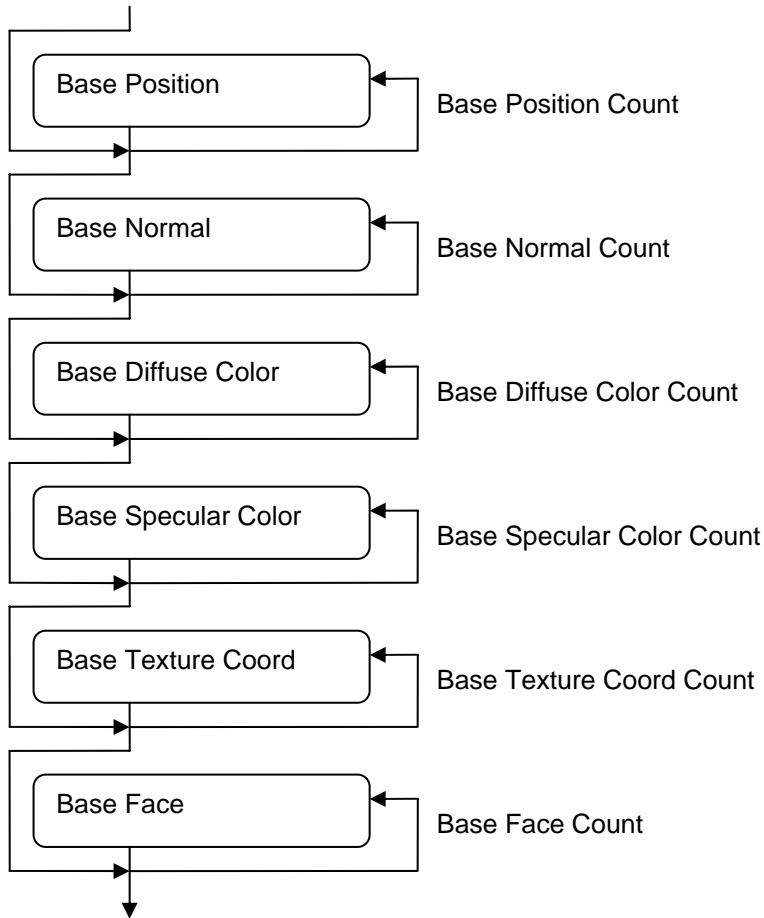 Base Position
Base Position Count
Base Normal
Base Normal Count
Base Diffuse Color
Base Diffuse Color Count
Base Specular Color
Base Specular Color Count
Base Texture Coord
Base Texture Coord Count
Base Face
Base Face Count